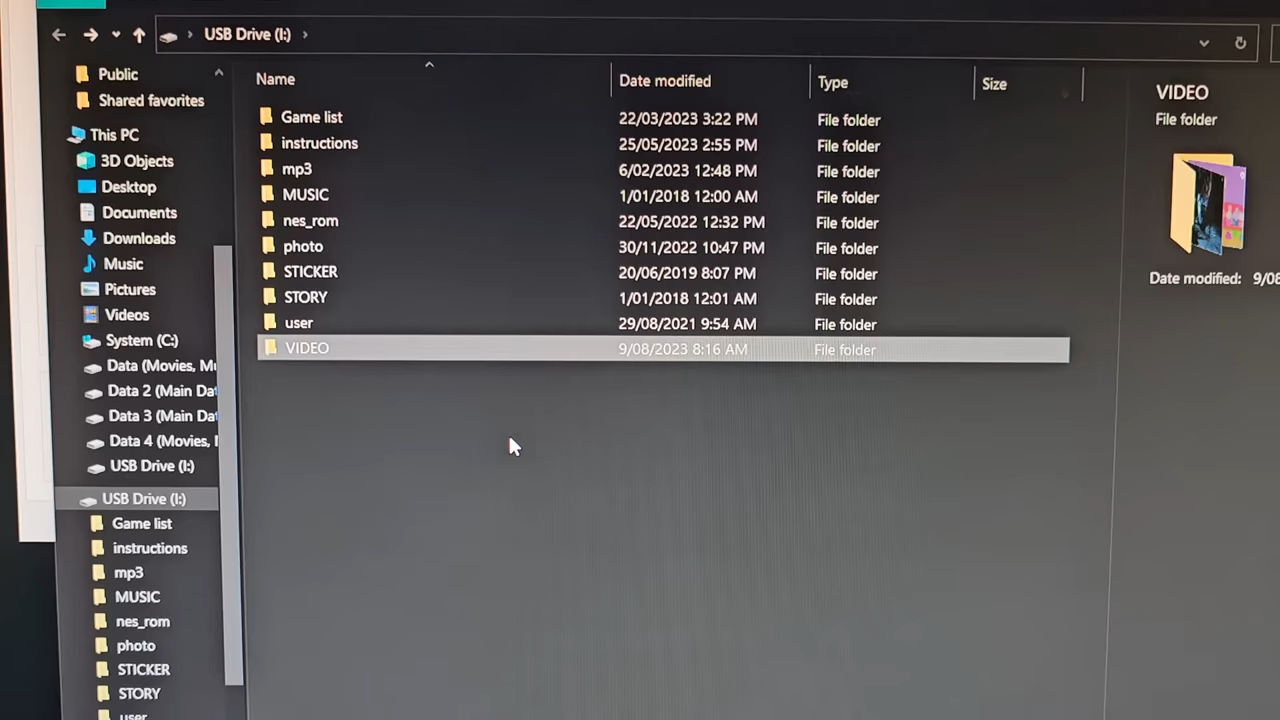 USB Drive (I:)
Public
Shared favorites
This PC
3D Objects
Desktop
Documents
Downloads
Music
Pictures
Videos
System (C:)
Data (Movies, Mu
Data 2 (Main Dat
Data 3 (Main Dat
Data 4 (Movies,
USB Drive (I:)
USB Drive (I:)
Game list
instructions
mp3
MUSIC
nes_rom
photo
STICKER
STORY
user
Name Date modified Type Size
Game list 22/03/2023 3:22 PM File folder
instructions 25/05/2023 2:55 PM File folder
mp3 6/02/2023 12:48 PM File folder
MUSIC 1/01/2018 12:00 AM File folder
nes_rom 22/05/2022 12:32 PM File folder
photo 30/11/2022 10:47 PM File folder
STICKER 20/06/2019 8:07 PM File folder
STORY 1/01/2018 12:01 AM File folder
user 29/08/2021 9:54 AM File folder
VIDEO 9/08/2023 8:16 AM File folder
VIDEO
File folder
Date modified: 9/08